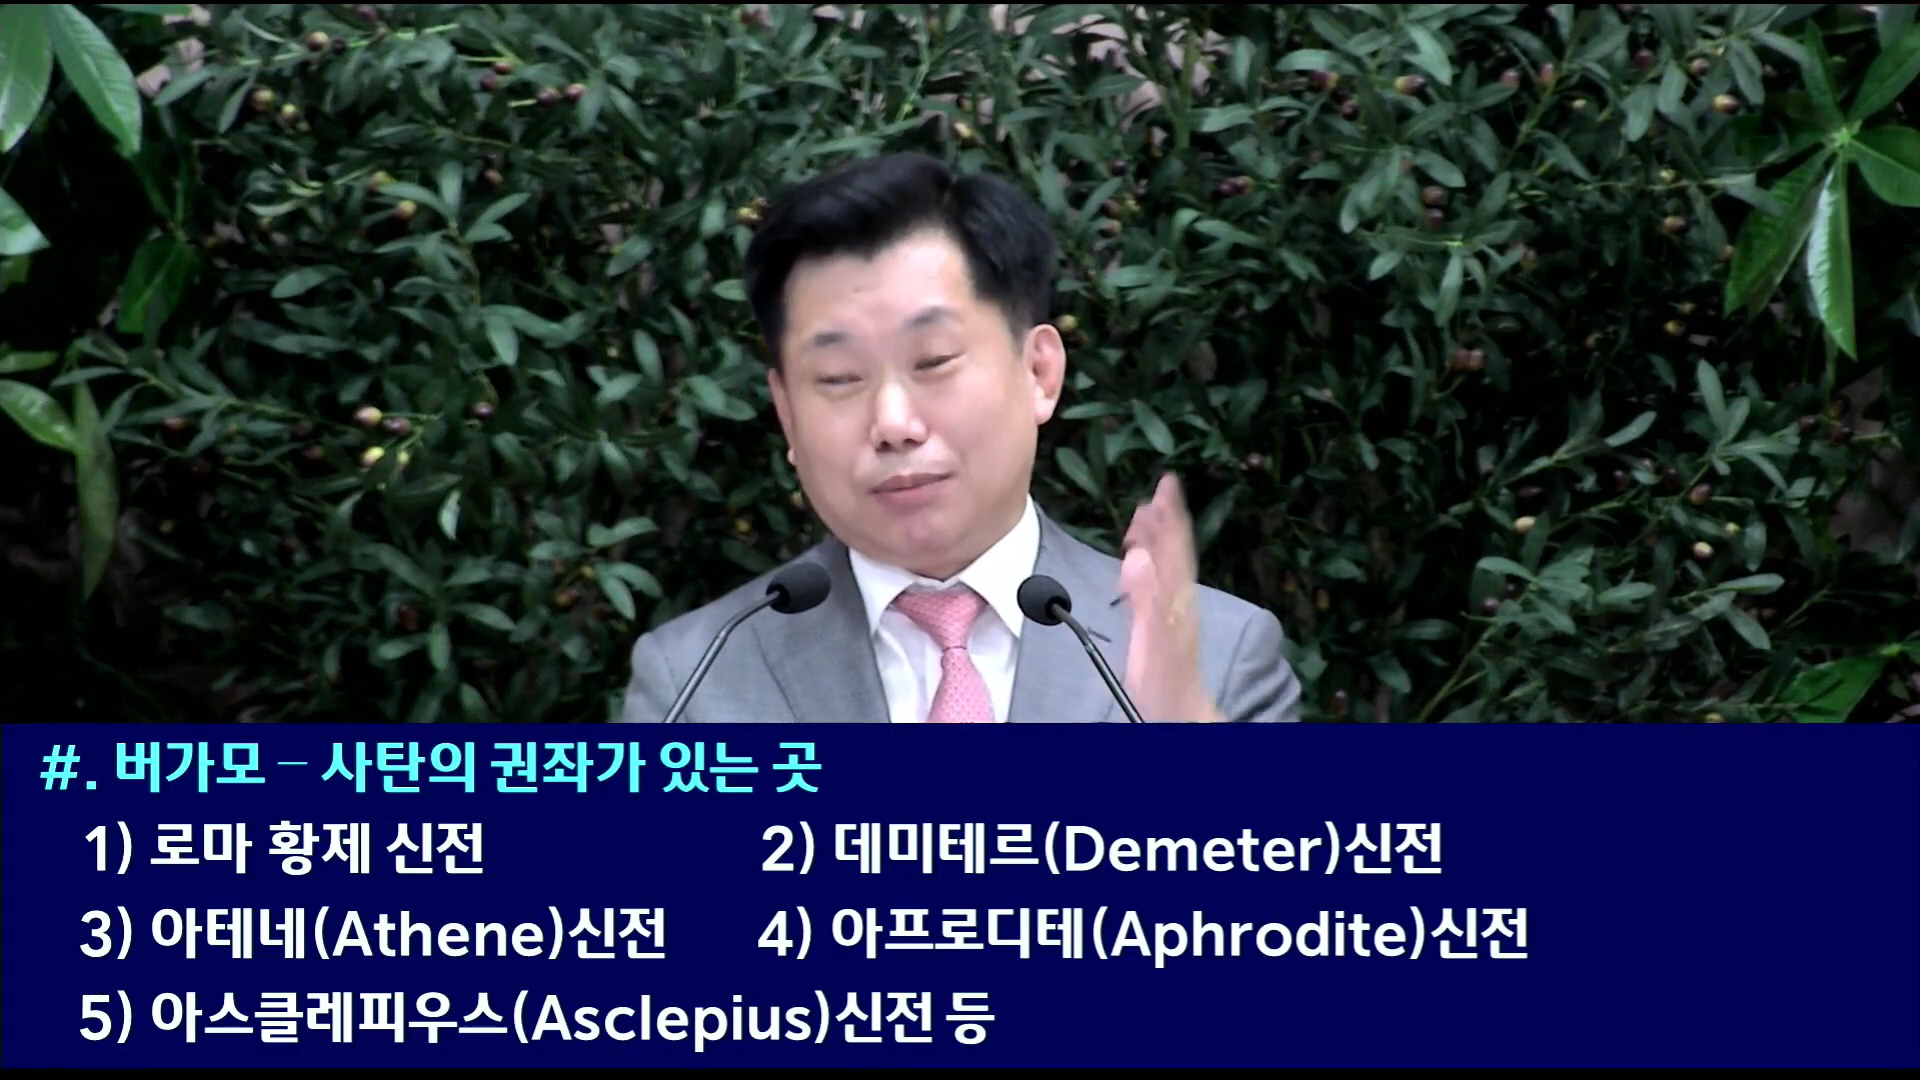 #. 버가모 – 사탄의 권좌가 있는 곳
1) 로마 황제 신전 2) 데미테르(Demeter)신전
3) 아테네(Athene)신전 4) 아프로디테(Aphrodite)신전
5) 아스클레피우스(Asclepius)신전 등